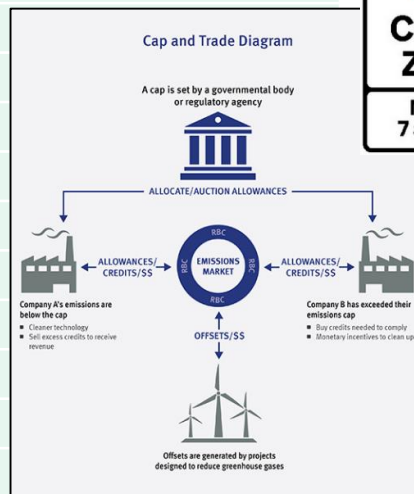 Cap and Trade Diagram
A cap is set by a governmental body
or regulatory agency
ALLOCATE/AUCTION ALLOWANCES
RBC
ALLOWANCES/
CREDITS/$$
RBC
EMISSIONS
MARKET
RBC
ALLOWANCES/
CREDITS/$$
RBC
Company A's emissions are
below the cap
Cleaner technology
Sell excess credits to receive
revenue
Company B has exceeded their
emissions cap
Buy credits needed to comply
Monetary incentives to clean up
OFFSETS/$$
Offsets are generated by projects
designed to reduce greenhouse gases
C
Z
7